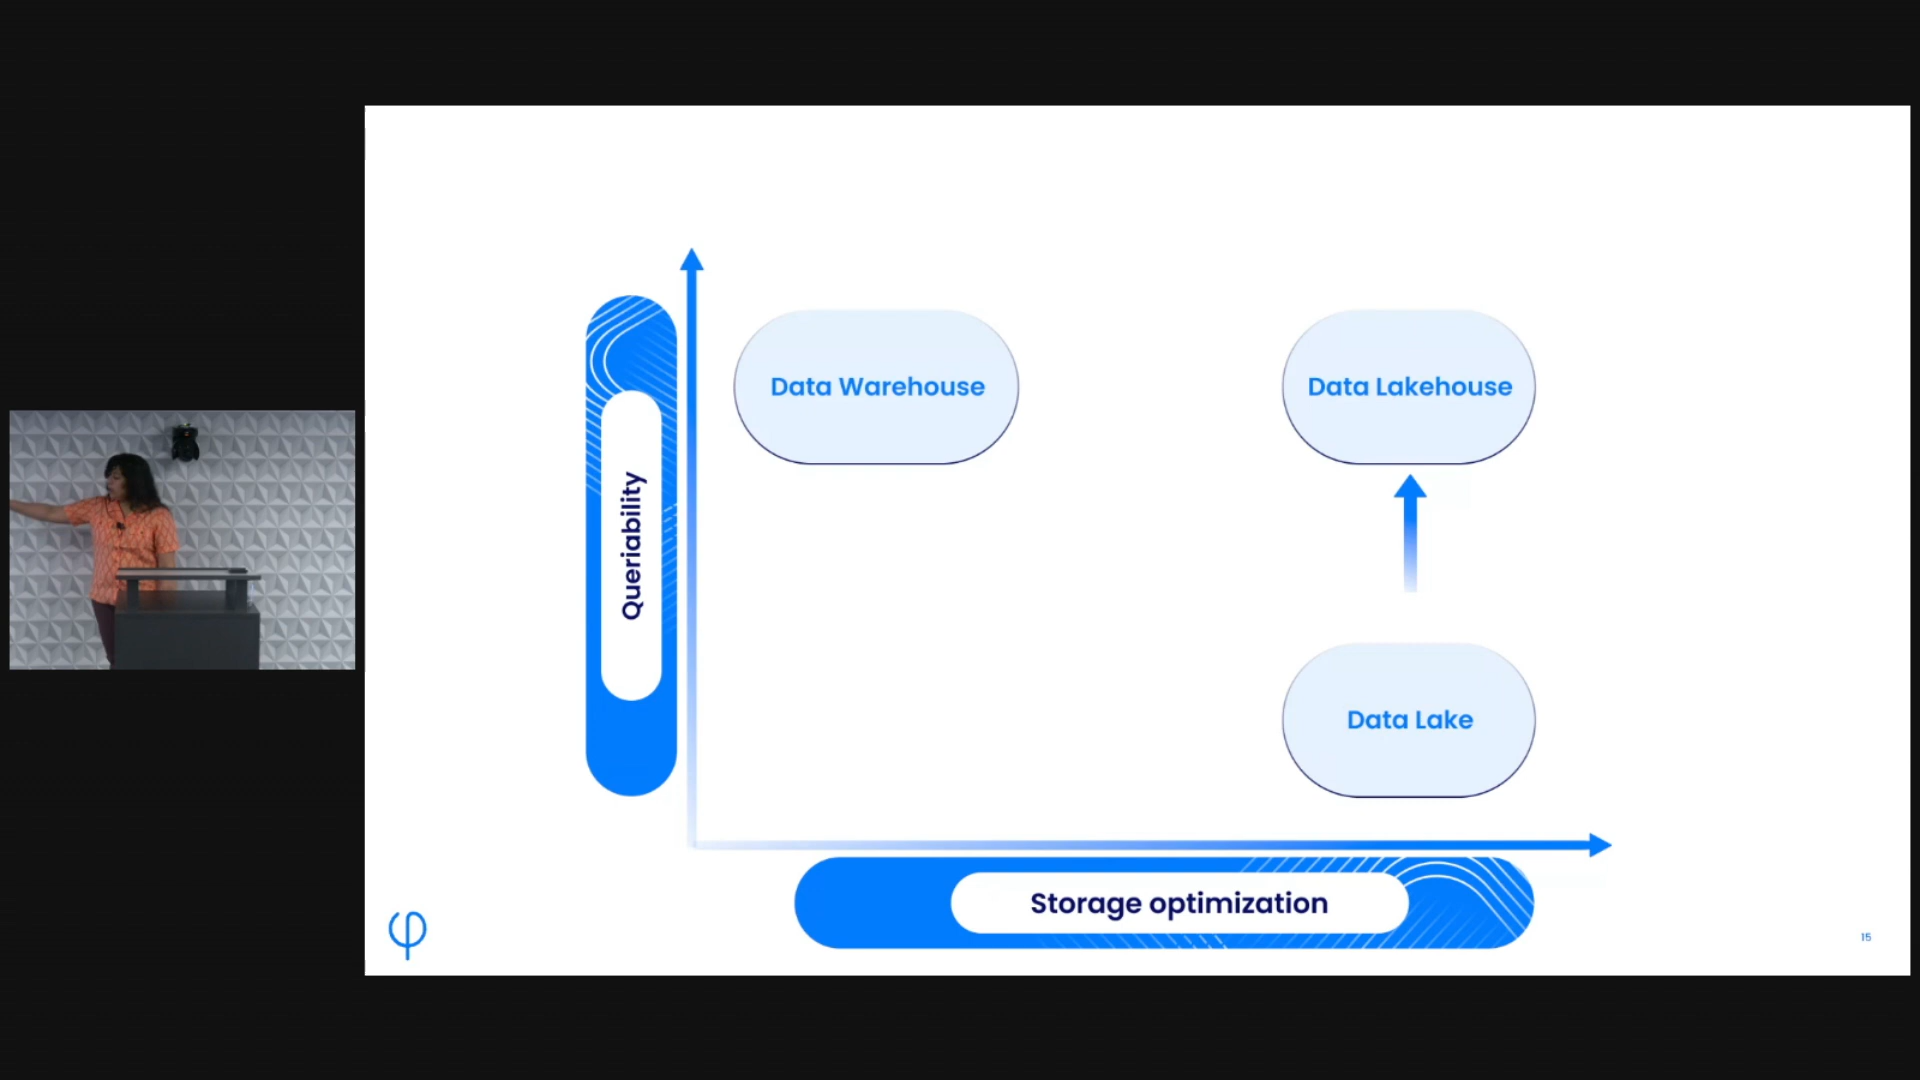 Data Warehouse
Data Lakehouse
Queriability
Data Lake
Storage optimization
15